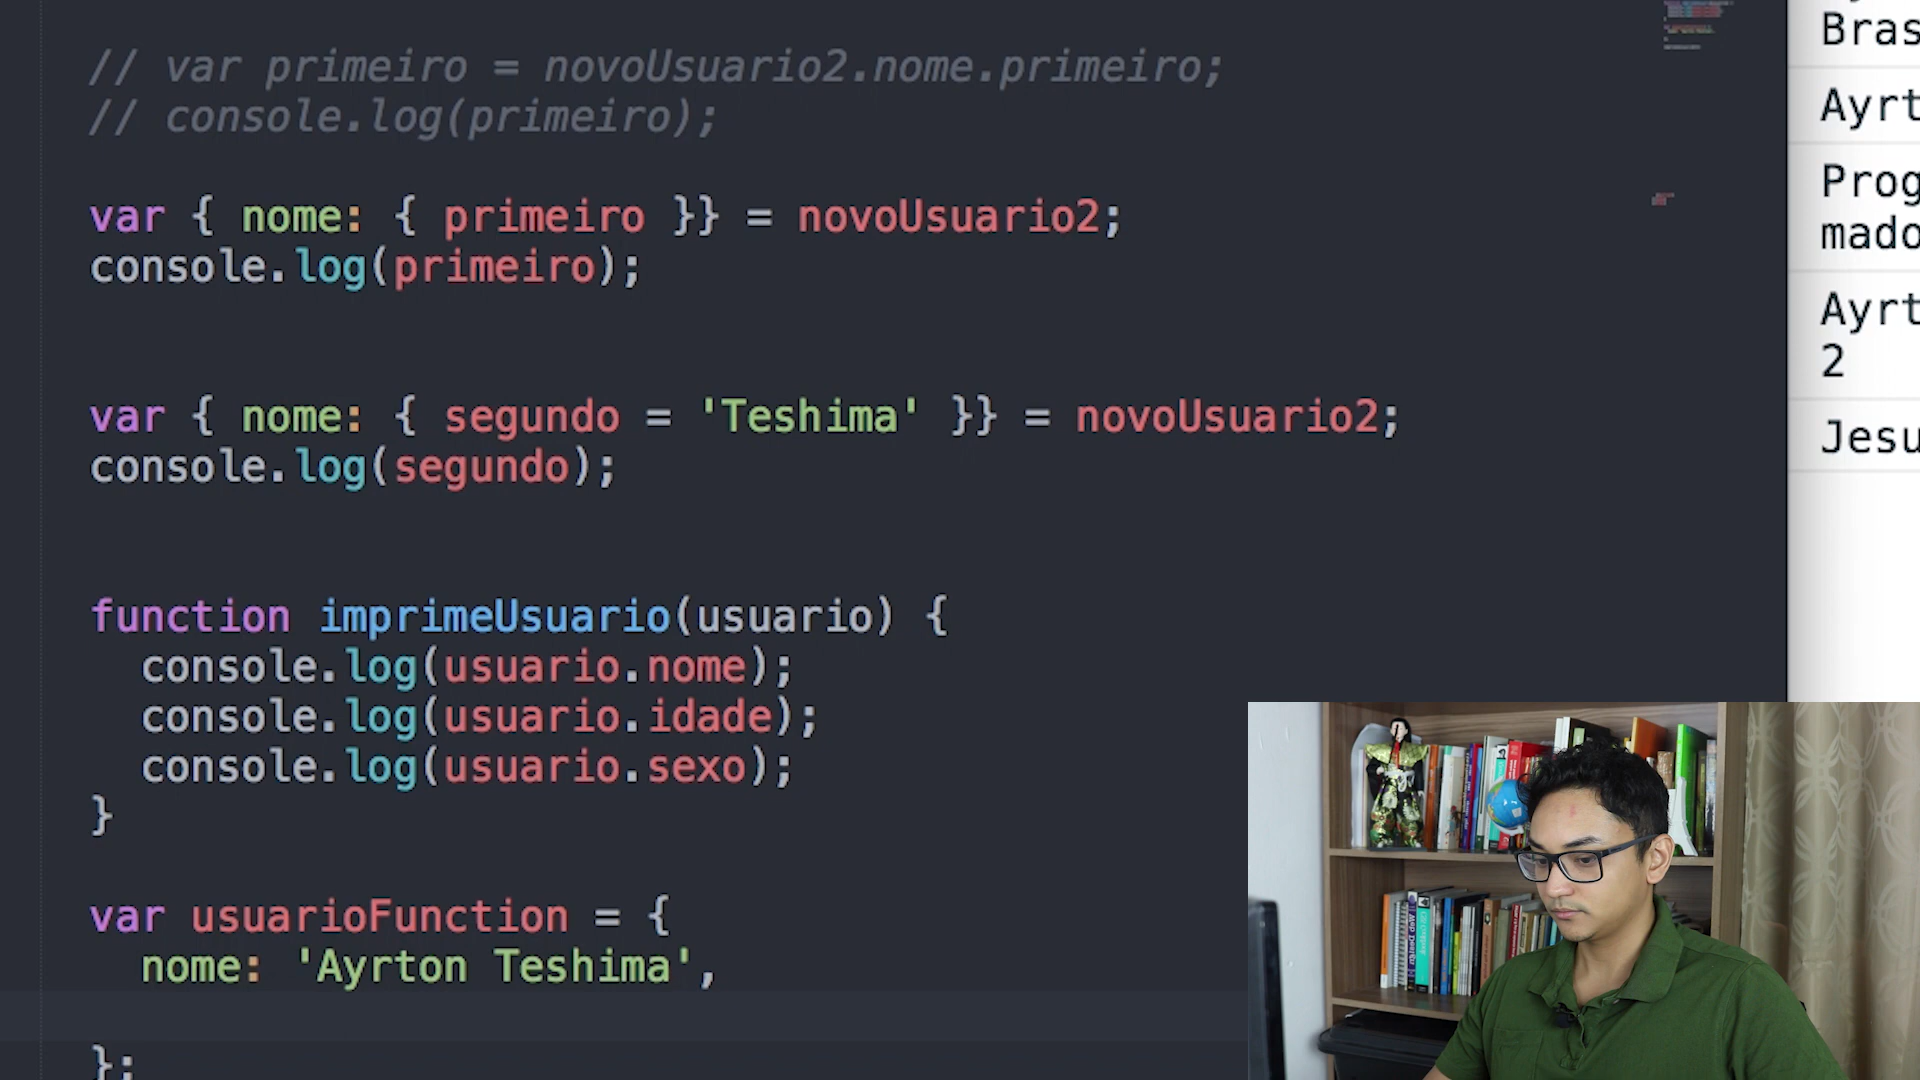 // var primeiro = novoUsuario2.nome.primeiro;
// console.log(primeiro);
var { nome: { primeiro }} = novoUsuario2;
console.log(primeiro);
var { nome: { segundo = 'Teshima' }} = novoUsuario2;
console.log(segundo);
function imprimeUsuario(usuario) {
  console.log(usuario.nome);
  console.log(usuario.idade);
  console.log(usuario.sexo);
}
var usuarioFunction = {
  nome: 'Ayrton Teshima',
};
Bras
Ayrt
Prog
mado
Ayrt
2
Jesu